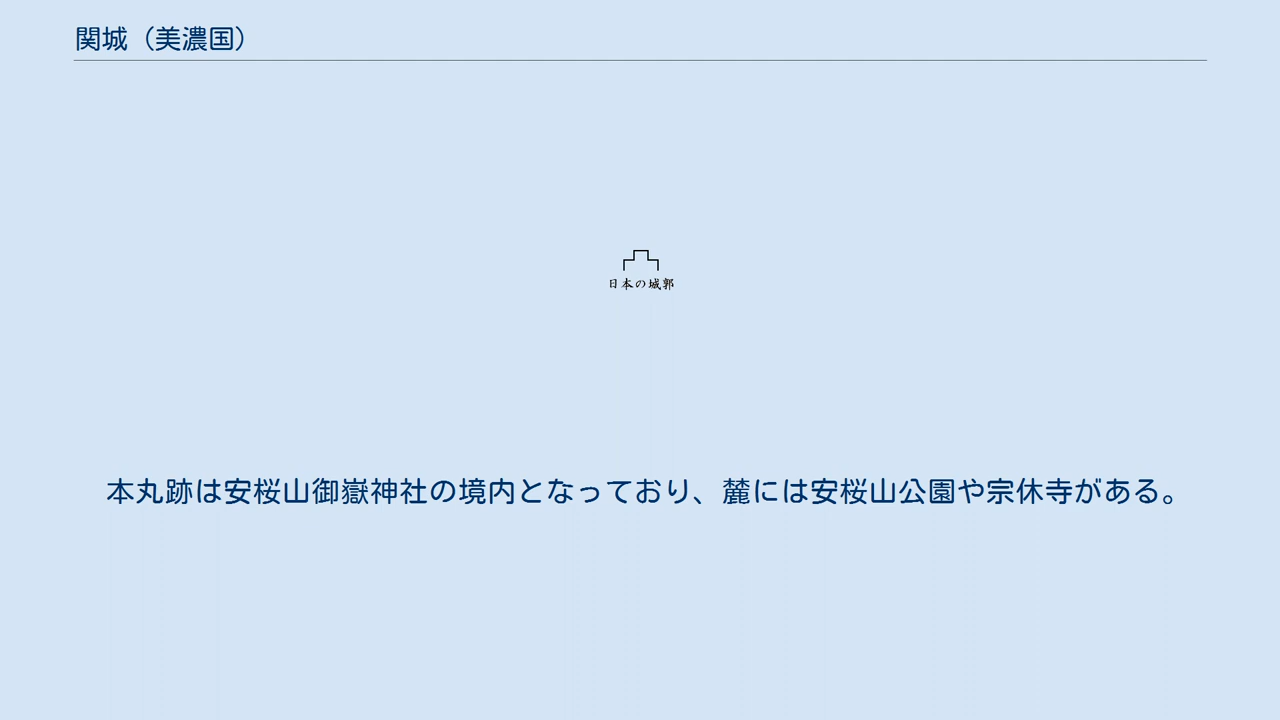 関城（美濃国）
日本の城郭
本丸跡は安桜山御嶽神社の境内となっており、麓には安桜山公園や宗休寺がある。